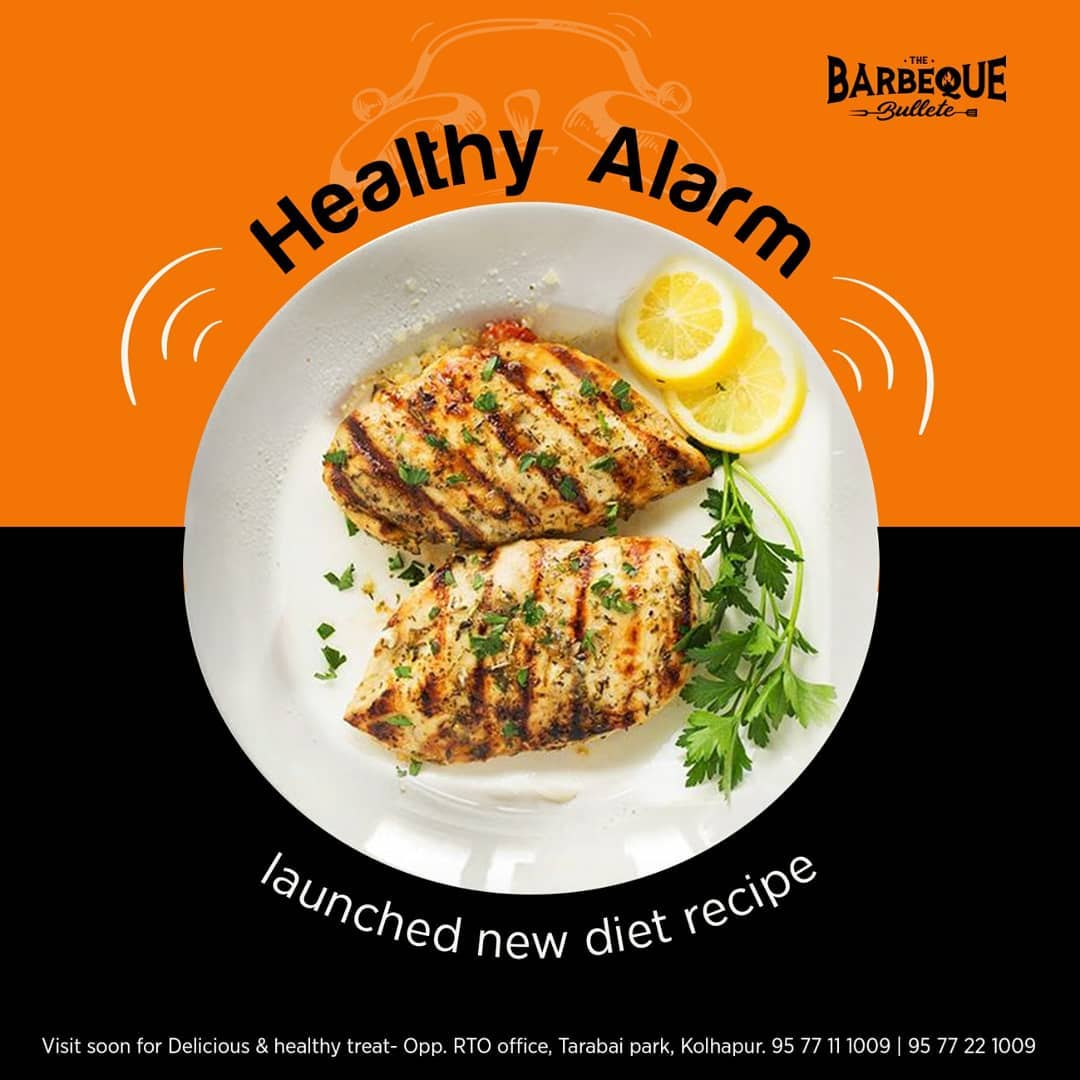 THE
BARBEQUE
Bullete
Healthy Alarm
launched new diet recipe
Visit soon for Delicious & healthy treat- Opp. RTO office, Tarabai park, Kolhapur. 95 77 11 1009 | 95 77 22 1009